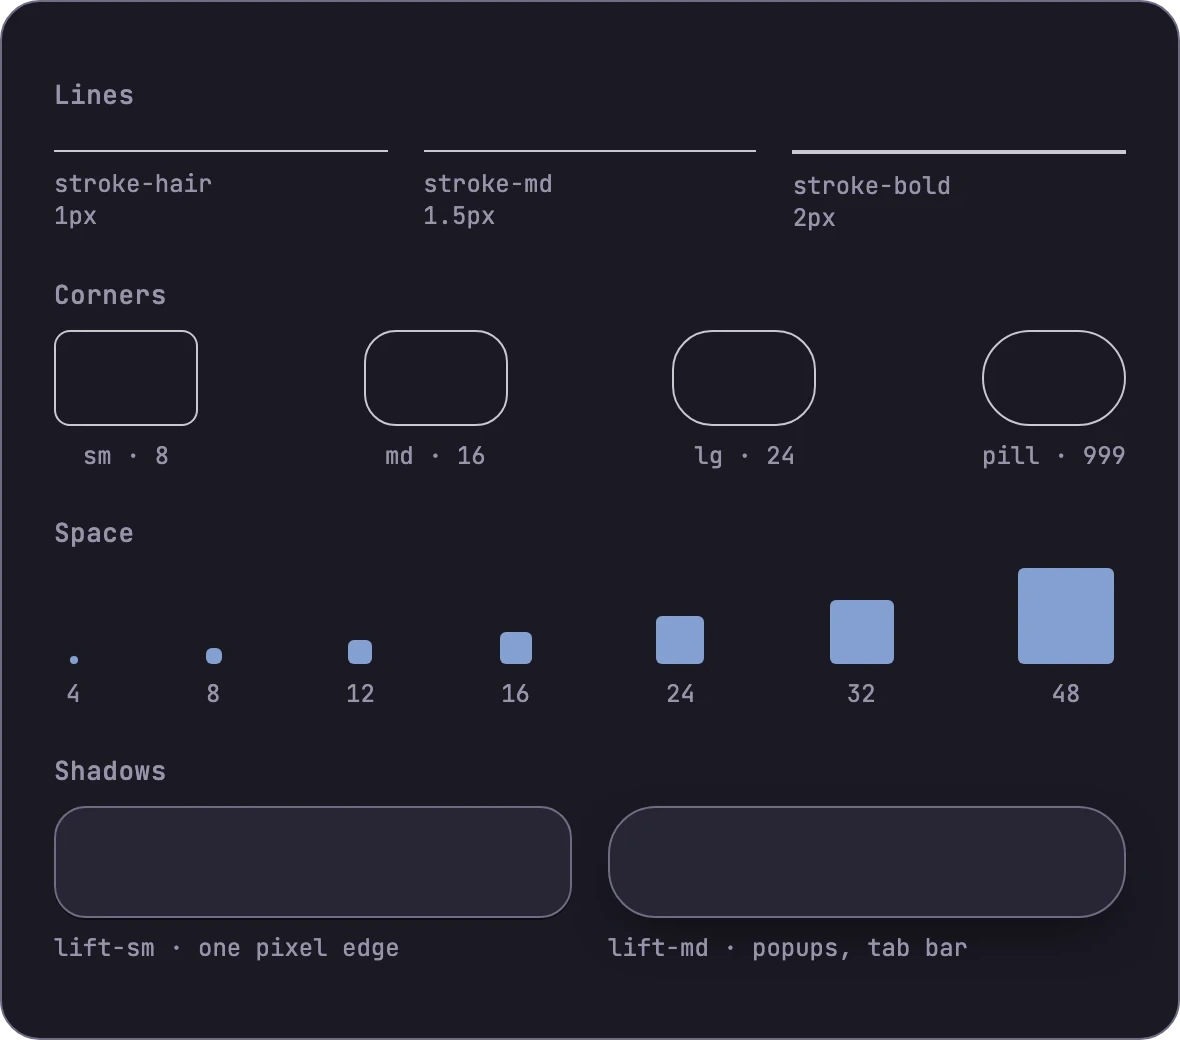 Lines
stroke-hair
1px
stroke-md
1.5px
stroke-bold
2px
Corners
sm · 8
md · 16
lg · 24
pill · 999
Space
4
8
12
16
24
32
48
Shadows
lift-sm · one pixel edge
lift-md · popups, tab bar